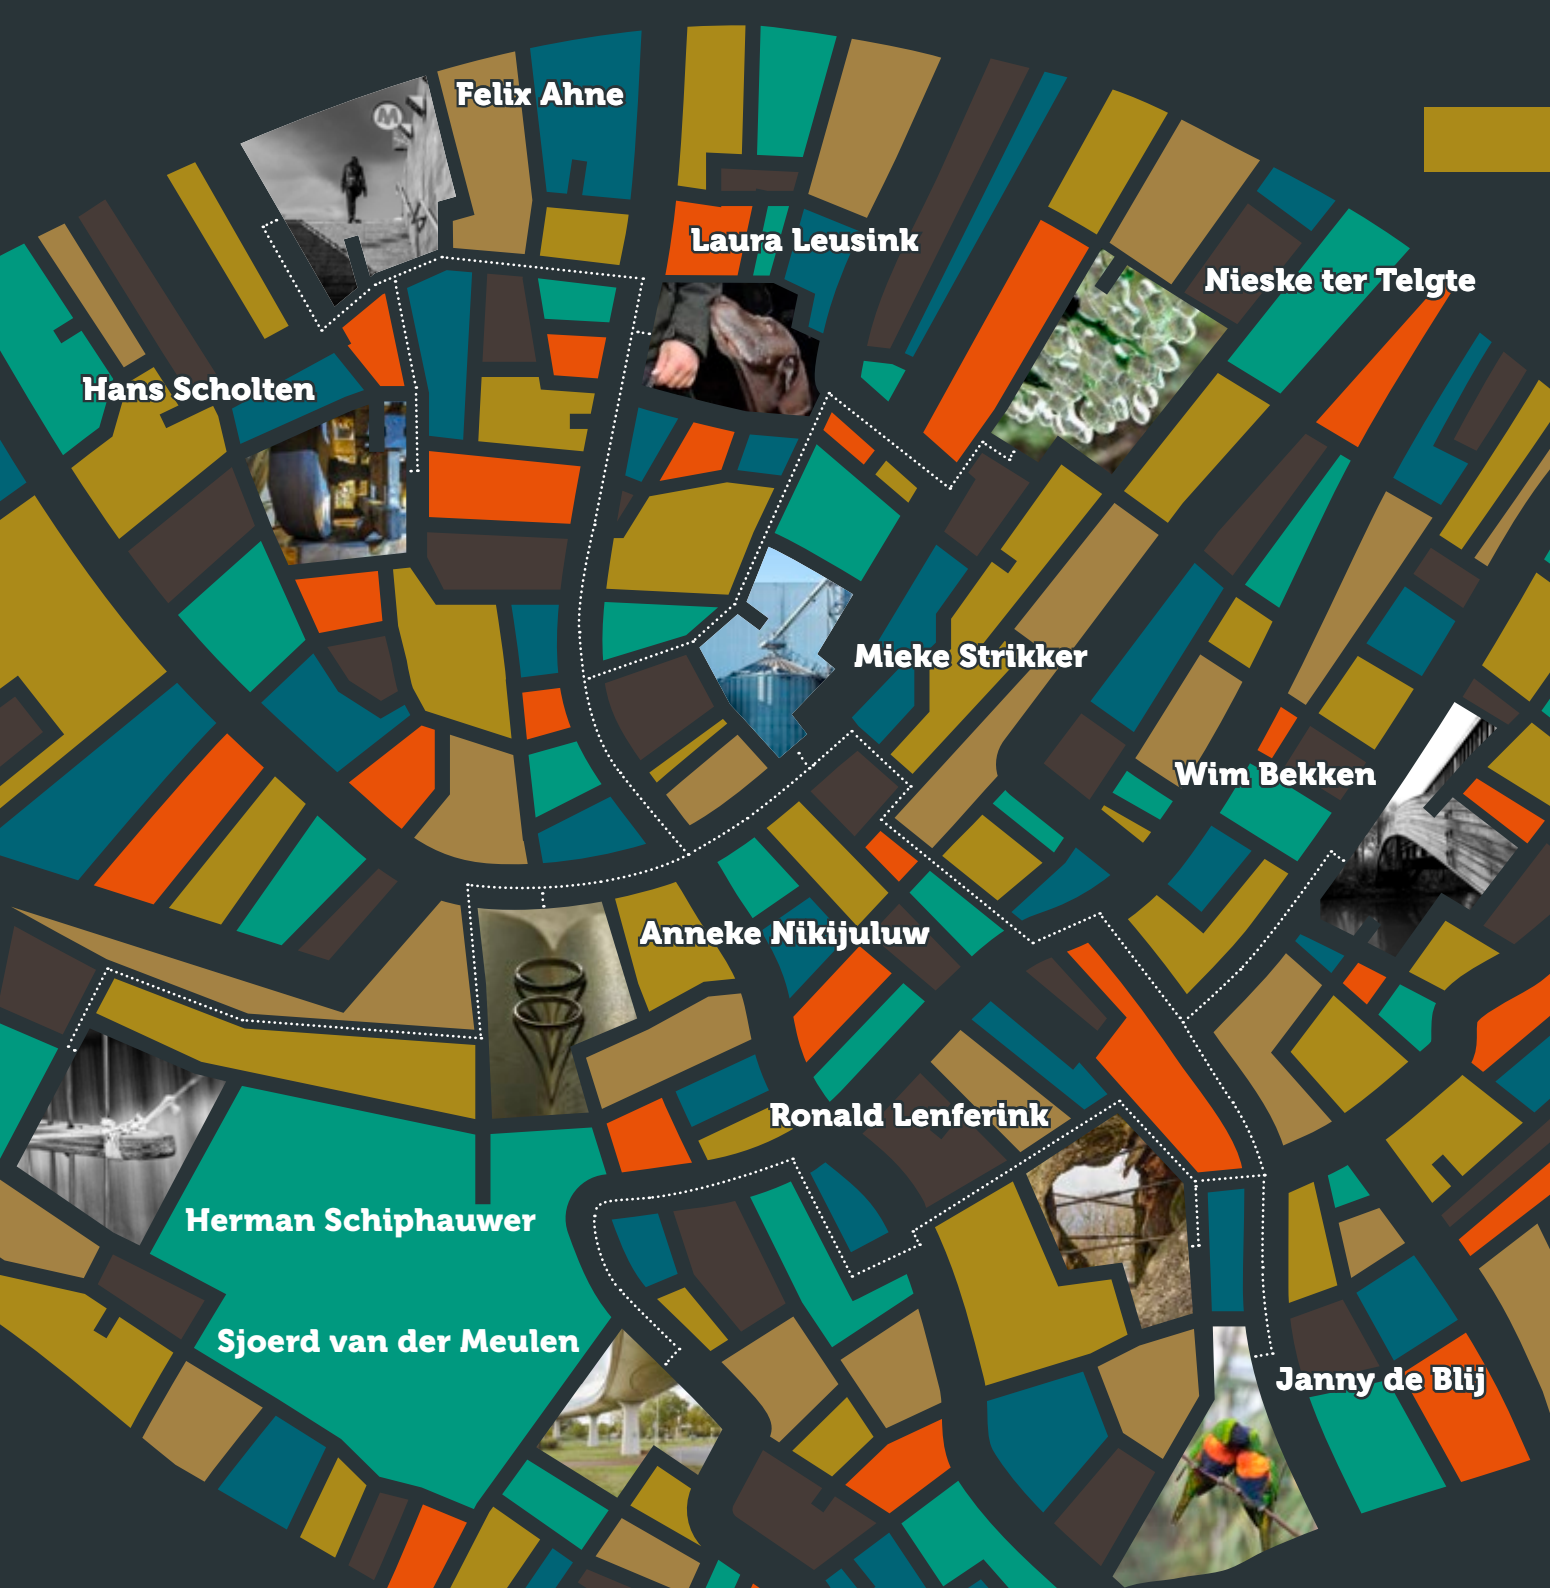 Felix Ahne
M
Laura Leusink
Nieske ter Telgte
Hans Scholten
Mieke Strikker
Wim Bekken
Anneke Nikijuluw
Ronald Lenferink
Herman Schiphauwer
Sjoerd van der Meulen
Janny de Blij